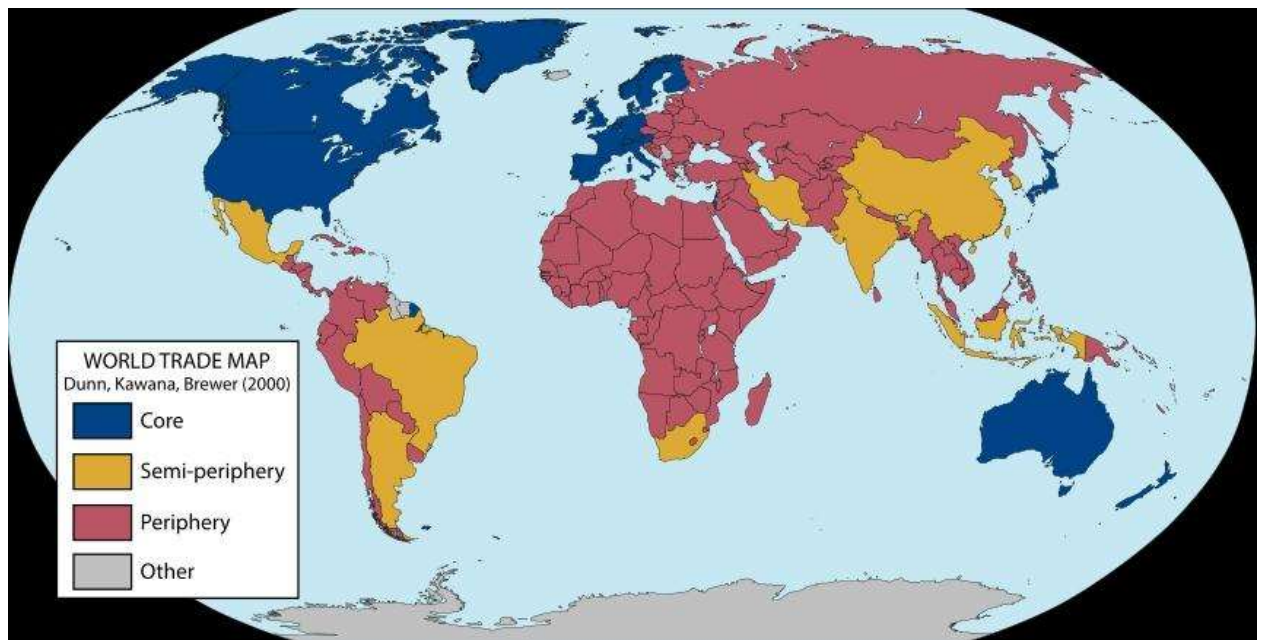 WORLD TRADE MAP
Dunn, Kawana, Brewer (2000)
Core
Semi-periphery
Periphery
Other